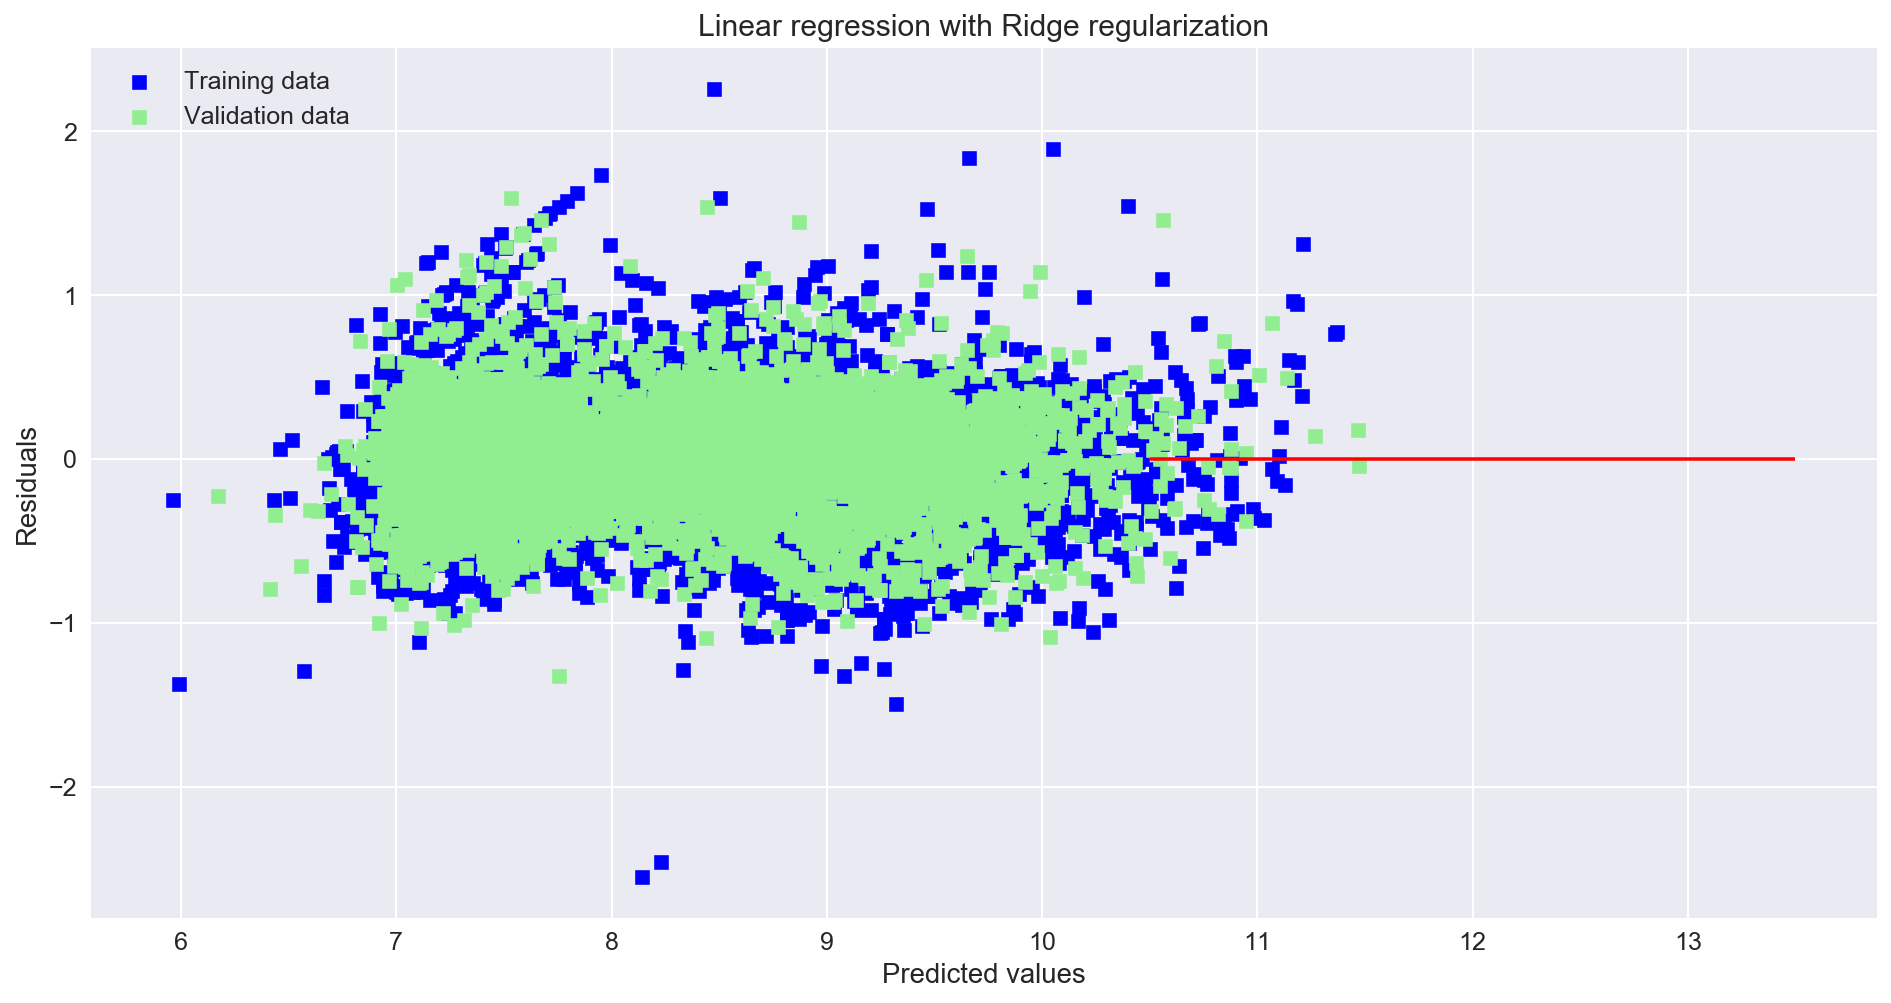 Linear regression with Ridge regularization
Training data
Validation data
2
1
0
−1
−2
Residuals
6 7 8 9 10 11 12 13
Predicted values